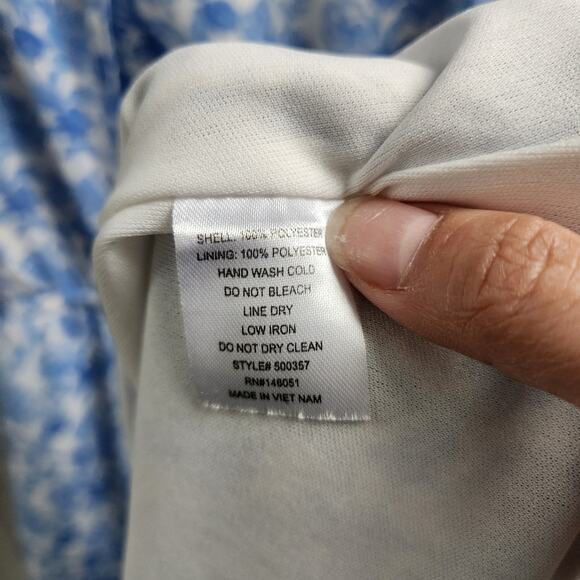 SHELL: 100% POLYESTER
LINING: 100% POLYESTER
HAND WASH COLD
DO NOT BLEACH
LINE DRY
LOW IRON
DO NOT DRY CLEAN
STYLE# 500357
RN#146051
MADE IN VIET NAM